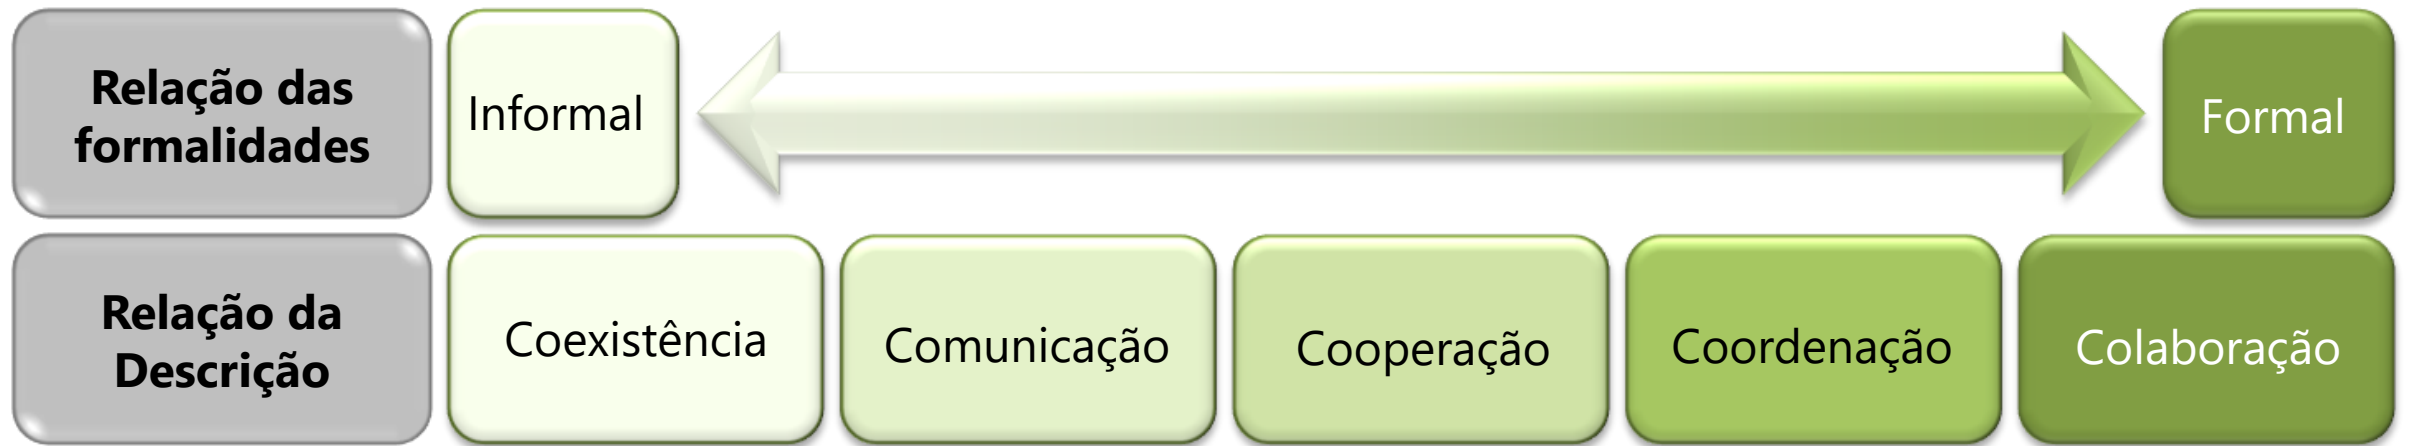 Relação das
formalidades
Informal
Formal
Relação da
Descrição
Coexistência
Comunicação
Cooperação
Coordenação
Colaboração